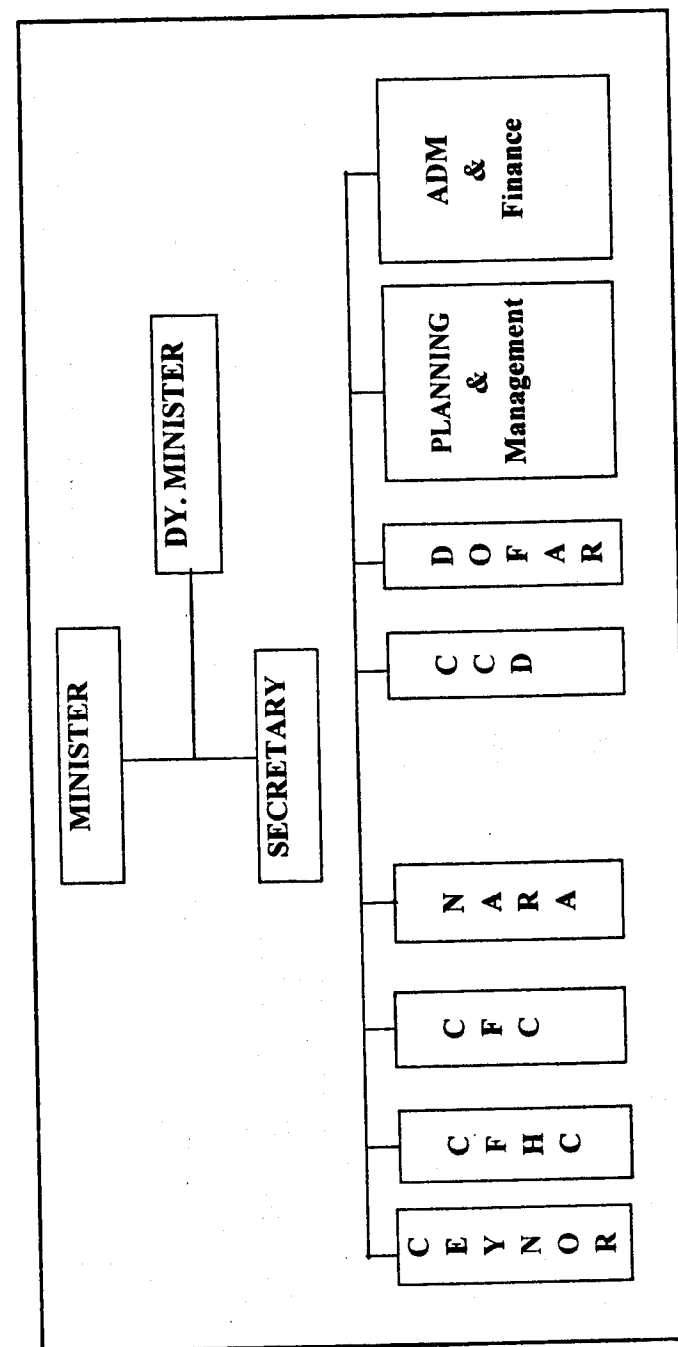 MINISTER
DY. MINISTER
SECRETARY
CEYNOR
CFHC
CFC
NARA
CCD
DOFAR
PLANNING
&
Management
ADM
&
Finance